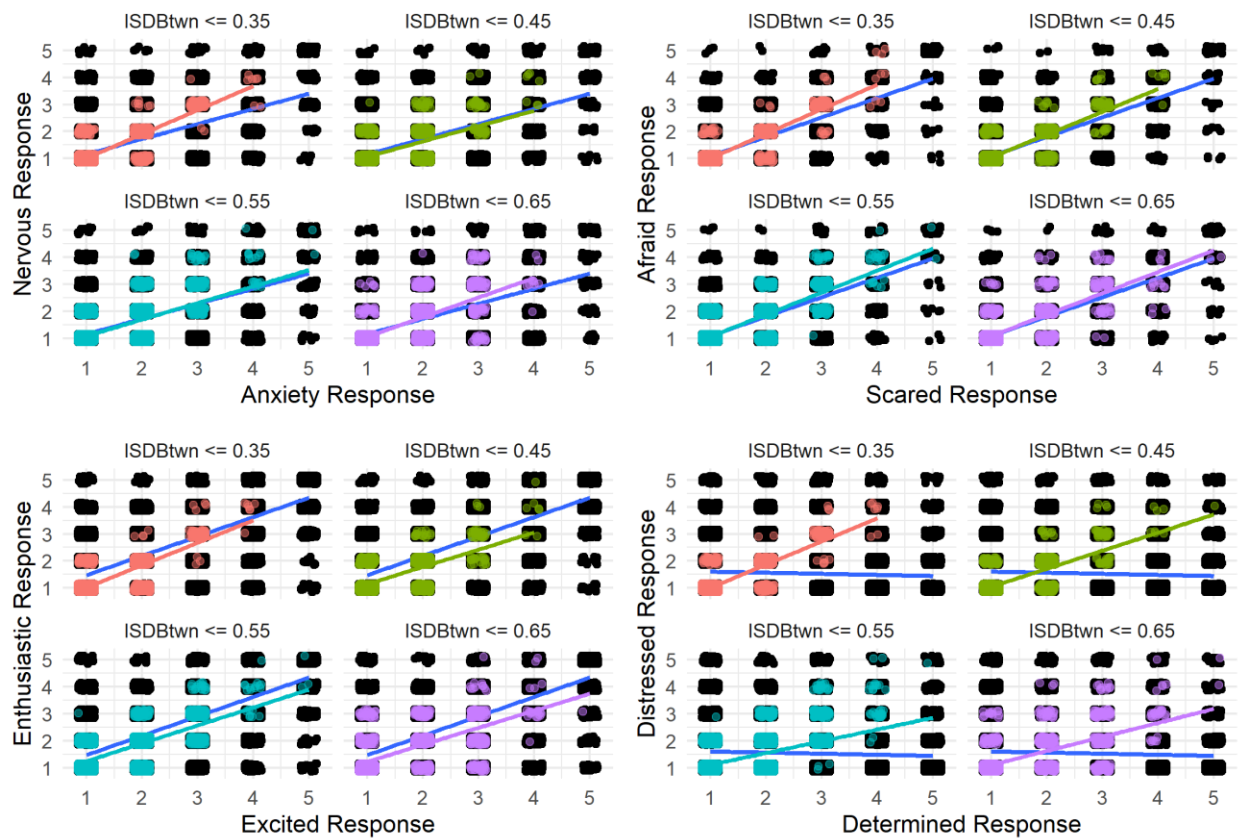 ISDBtwn <= 0.35
ISDBtwn <= 0.45
5
4
3
2
1
ISDBtwn <= 0.55
ISDBtwn <= 0.65
5
4
3
2
1
1 2 3 4 5 1 2 3 4 5
Nervous Response
Anxiety Response
ISDBtwn <= 0.35
ISDBtwn <= 0.45
5
4
3
2
1
ISDBtwn <= 0.55
ISDBtwn <= 0.65
5
4
3
2
1
1 2 3 4 5 1 2 3 4 5
Afraid Response
Scared Response
ISDBtwn <= 0.35
ISDBtwn <= 0.45
5
4
3
2
1
ISDBtwn <= 0.55
ISDBtwn <= 0.65
5
4
3
2
1
1 2 3 4 5 1 2 3 4 5
Enthusiastic Response
Excited Response
ISDBtwn <= 0.35
ISDBtwn <= 0.45
5
4
3
2
1
ISDBtwn <= 0.55
ISDBtwn <= 0.65
5
4
3
2
1
1 2 3 4 5 1 2 3 4 5
Distressed Response
Determined Response